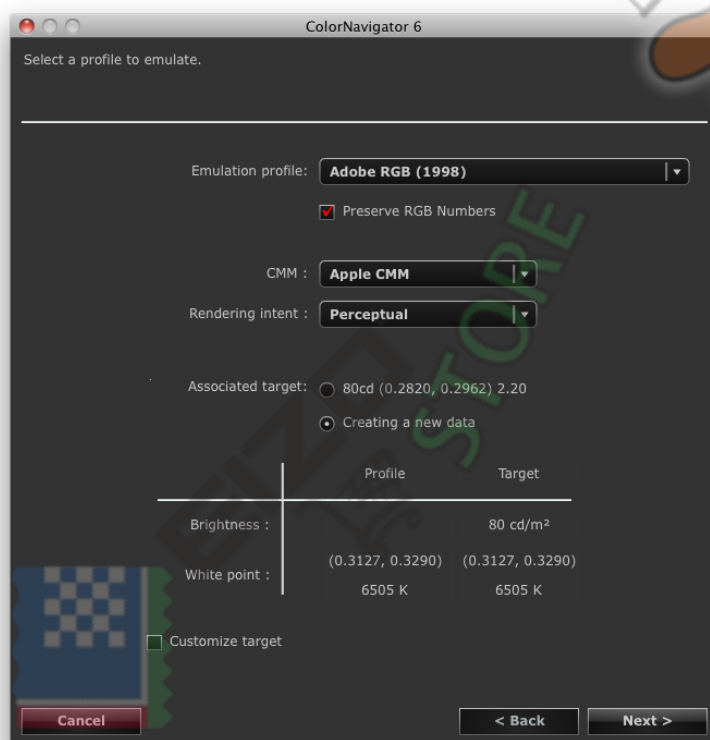 ColorNavigator 6
Select a profile to emulate.
Emulation profile: Adobe RGB (1998)
Preserve RGB Numbers
CMM : Apple CMM
Rendering intent : Perceptual
Associated target: 80cd (0.2820, 0.2962) 2.20
Creating a new data
Profile Target
Brightness : 80 cd/m²
White point : (0.3127, 0.3290) (0.3127, 0.3290)
6505 K 6505 K
Customize target
Cancel < Back Next >
EIZO
STORE